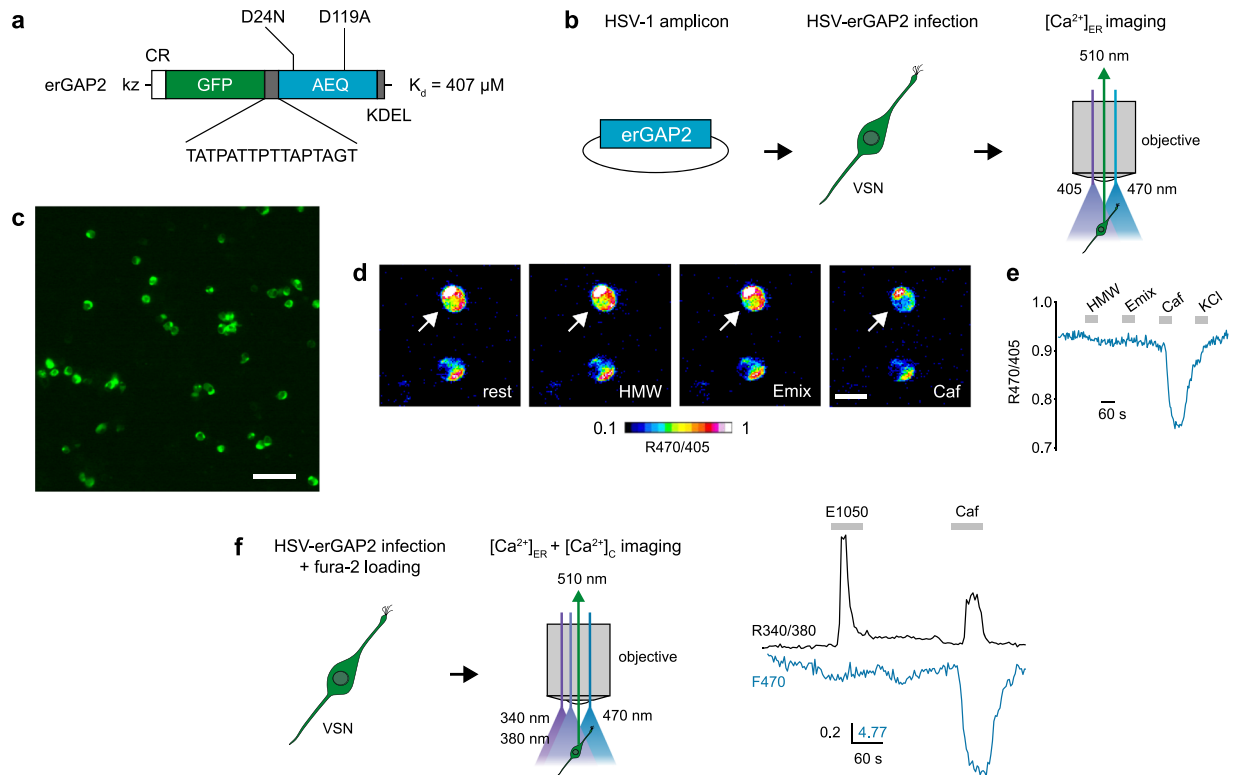 a
D24N
D119A
CR
erGAP2
kz
GFP
AEQ
Kd = 407 µM
KDEL
TATPATTPTTAPTAGT
b
HSV-1 amplicon
HSV-erGAP2 infection
[Ca²⁺]ER imaging
510 nm
erGAP2
VSN
objective
405
470 nm
c
d
rest
HMW
Emix
Caf
0.1
1
R470/405
e
HMW
Emix
Caf
KCl
1.0
0.9
0.8
0.7
R470/405
60 s
f
HSV-erGAP2 infection
+ fura-2 loading
[Ca²⁺]ER + [Ca²⁺]C imaging
510 nm
VSN
objective
340 nm
380 nm
470 nm
E1050
Caf
R340/380
F470
0.2
4.77
60 s